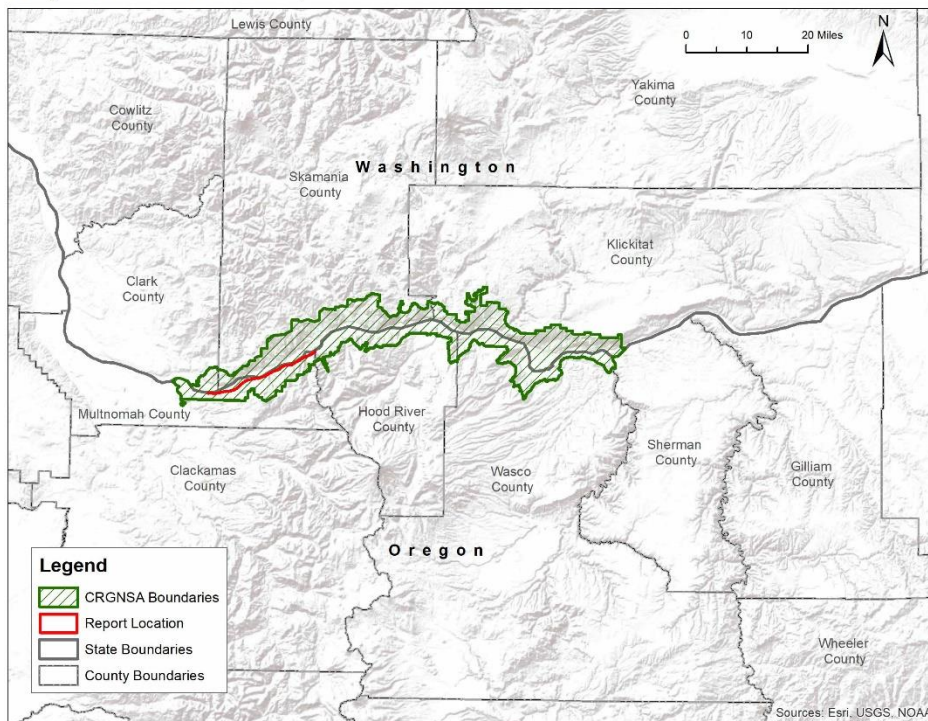 Lewis County
N
0 10 20 Miles
Yakima
County
Cowlitz
County
Washington
Skamania
County
Klickitat
County
Clark
County
Multnomah County
Hood River
County
Clackamas
County
Wasco
County
Sherman
County
Gilliam
County
Oregon
Wheeler
County
Legend
CRGNSA Boundaries
Report Location
State Boundaries
County Boundaries
Sources: Esri, USGS, NOAA